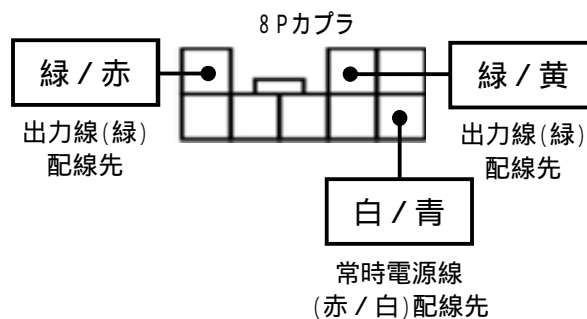 8Pカプラ
緑/赤
出力線(緑)
配線先
緑/黄
出力線(緑)
配線先
白/青
常時電源線
(赤/白)配線先